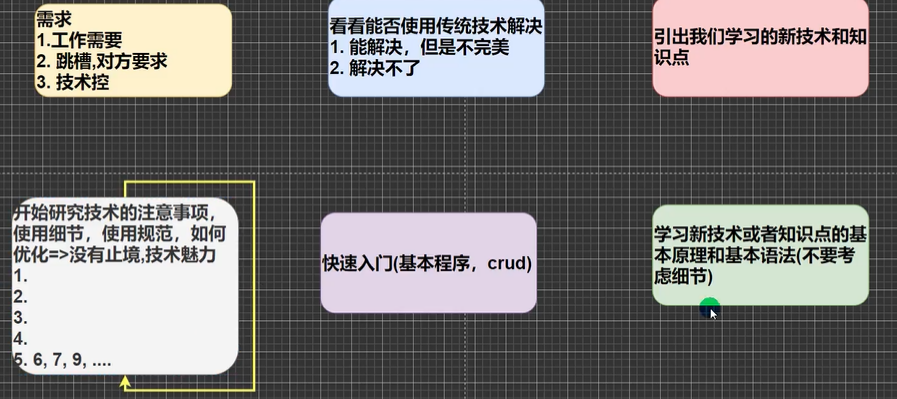 需求
1.工作需要
2. 跳槽,对方要求
3. 技术控
看看能否使用传统技术解决
1. 能解决，但是不完美
2. 解决不了
引出我们学习的新技术和知
识点
开始研究技术的注意事项，
使用细节，使用规范，如何
优化=>没有止境,技术魅力
1.
2.
3.
4.
5. 6, 7, 9, ....
快速入门(基本程序，crud)
学习新技术或者知识点的基
本原理和基本语法(不要考
虑细节)